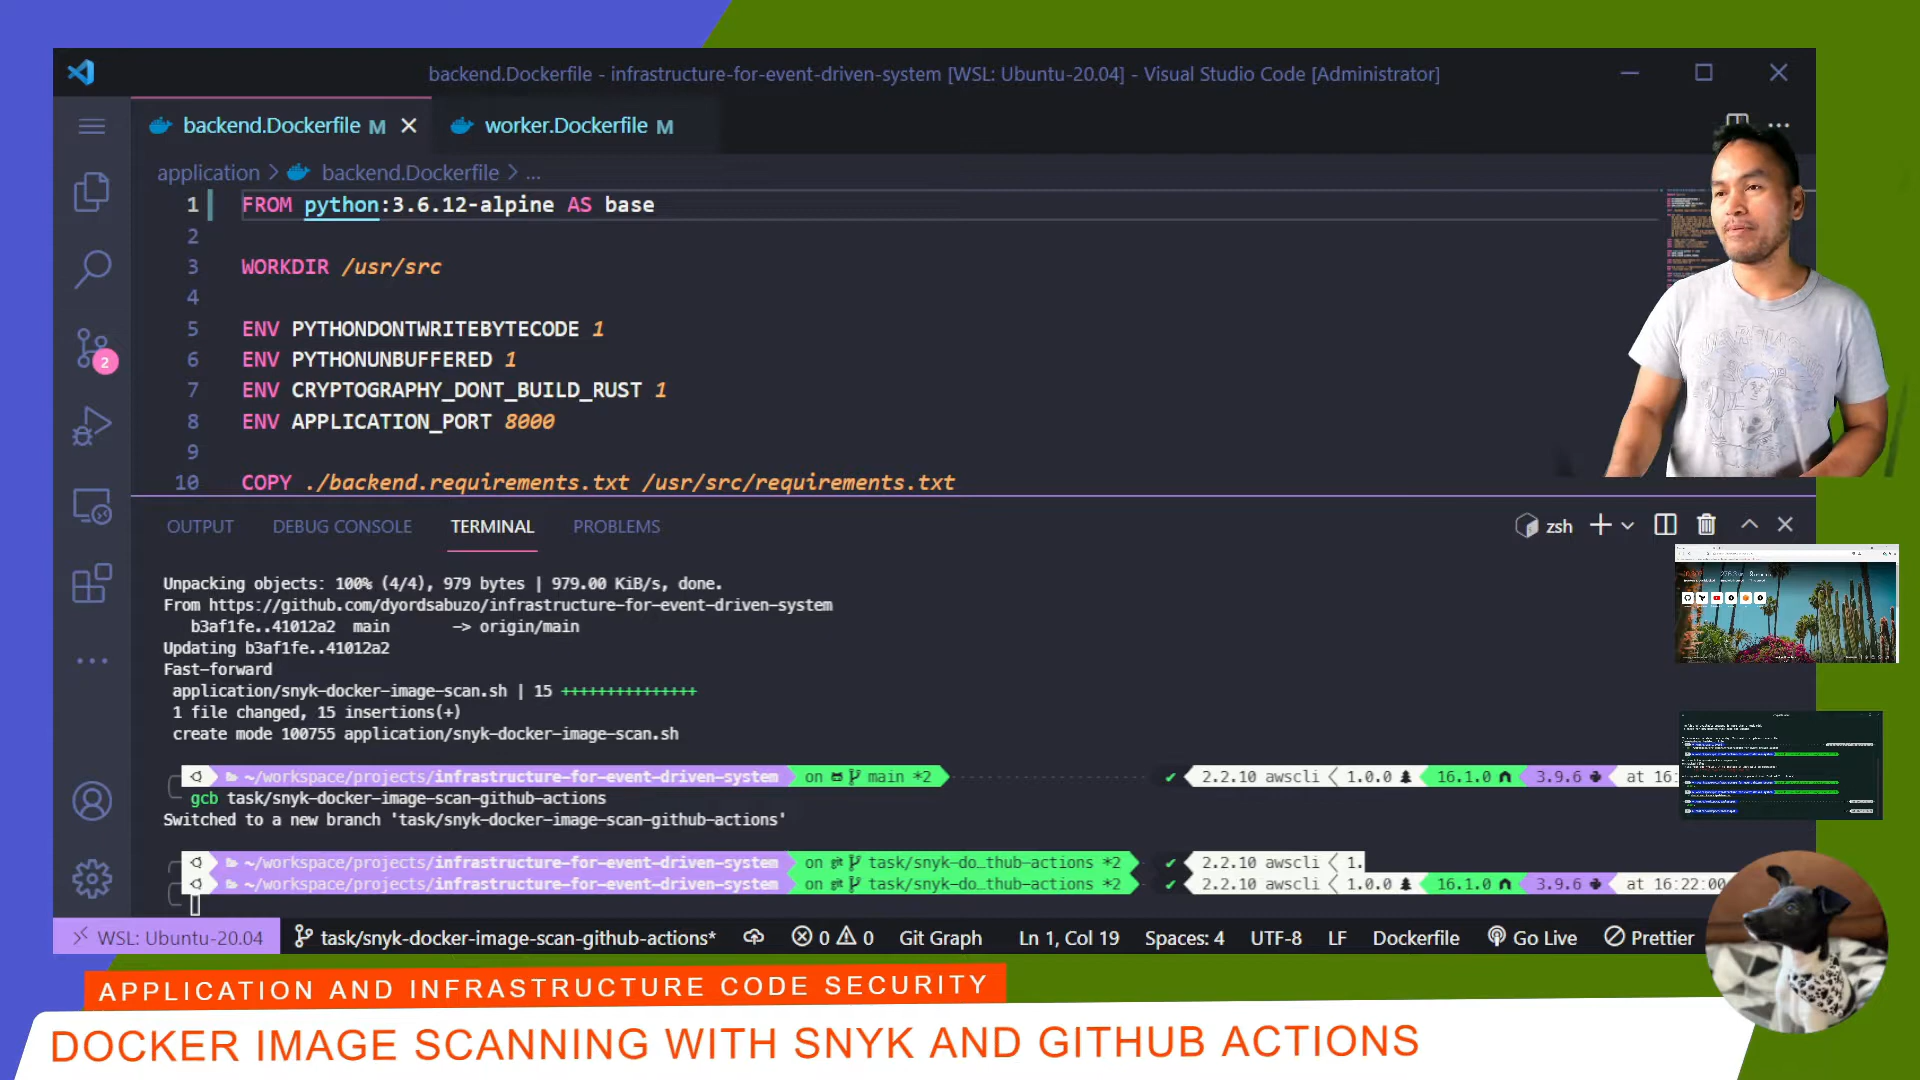 backend.Dockerfile - infrastructure-for-event-driven-system [WSL: Ubuntu-20.04] - Visual Studio Code [Administrator]
backend.Dockerfile M
worker.Dockerfile M
application > backend.Dockerfile > ...
1 FROM python:3.6.12-alpine AS base
2
3 WORKDIR /usr/src
4
5 ENV PYTHONDONTWRITEBYTECODE 1
6 ENV PYTHONUNBUFFERED 1
7 ENV CRYPTOGRAPHY_DONT_BUILD_RUST 1
8 ENV APPLICATION_PORT 8000
9
10 COPY ./backend.requirements.txt /usr/src/requirements.txt
2
OUTPUT DEBUG CONSOLE TERMINAL PROBLEMS
zsh
Unpacking objects: 100% (4/4), 979 bytes | 979.00 KiB/s, done.
From https://github.com/dyordsabuzo/infrastructure-for-event-driven-system
b3af1fe..41012a2 main -> origin/main
Updating b3af1fe..41012a2
Fast-forward
application/snyk-docker-image-scan.sh | 15 +++++++++++++++
1 file changed, 15 insertions(+)
create mode 100755 application/snyk-docker-image-scan.sh
~/workspace/projects/infrastructure-for-event-driven-system on main *2 ✔ 2.2.10 awscli 1.0.0 16.1.0 3.9.6 at 16:
gcb task/snyk-docker-image-scan-github-actions
Switched to a new branch 'task/snyk-docker-image-scan-github-actions'
~/workspace/projects/infrastructure-for-event-driven-system on git task/snyk-do…thub-actions *2 ✔ 2.2.10 awscli 1.
~/workspace/projects/infrastructure-for-event-driven-system on git task/snyk-do…thub-actions *2 ✔ 2.2.10 awscli 1.0.0 16.1.0 3.9.6 at 16:22:00
WSL: Ubuntu-20.04 task/snyk-docker-image-scan-github-actions* 0 0 Git Graph Ln 1, Col 19 Spaces: 4 UTF-8 LF Dockerfile Go Live Prettier
APPLICATION AND INFRASTRUCTURE CODE SECURITY
DOCKER IMAGE SCANNING WITH SNYK AND GITHUB ACTIONS